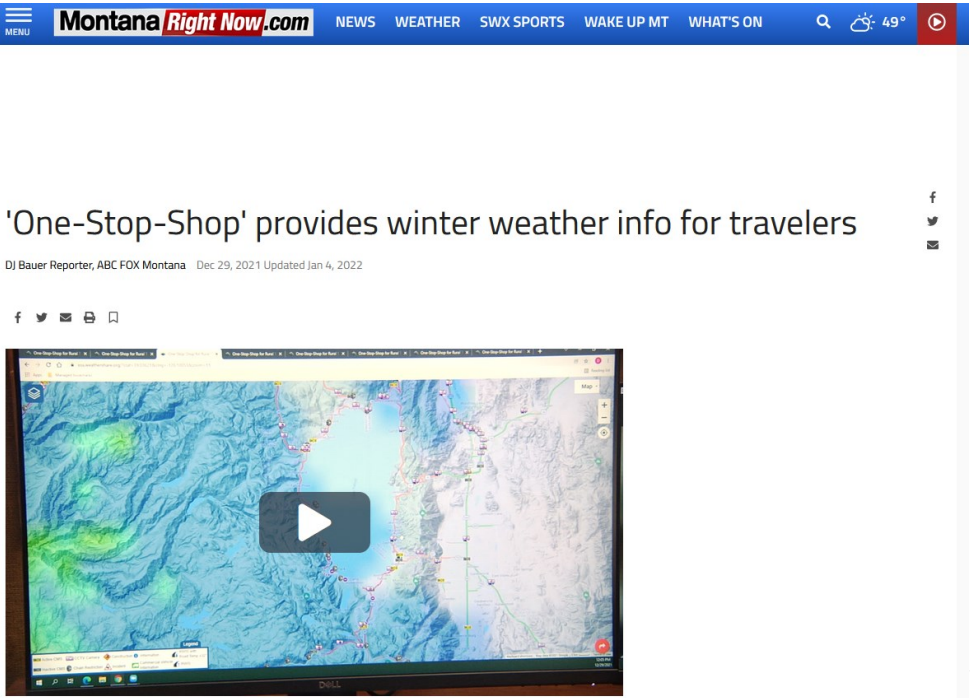 MENU
Montana Right Now.com
NEWS WEATHER SWX SPORTS WAKE UP MT WHAT'S ON
49°
'One-Stop-Shop' provides winter weather info for travelers
DJ Bauer Reporter, ABC FOX Montana Dec 29, 2021 Updated Jan 4, 2022
Map
Legend
DELL